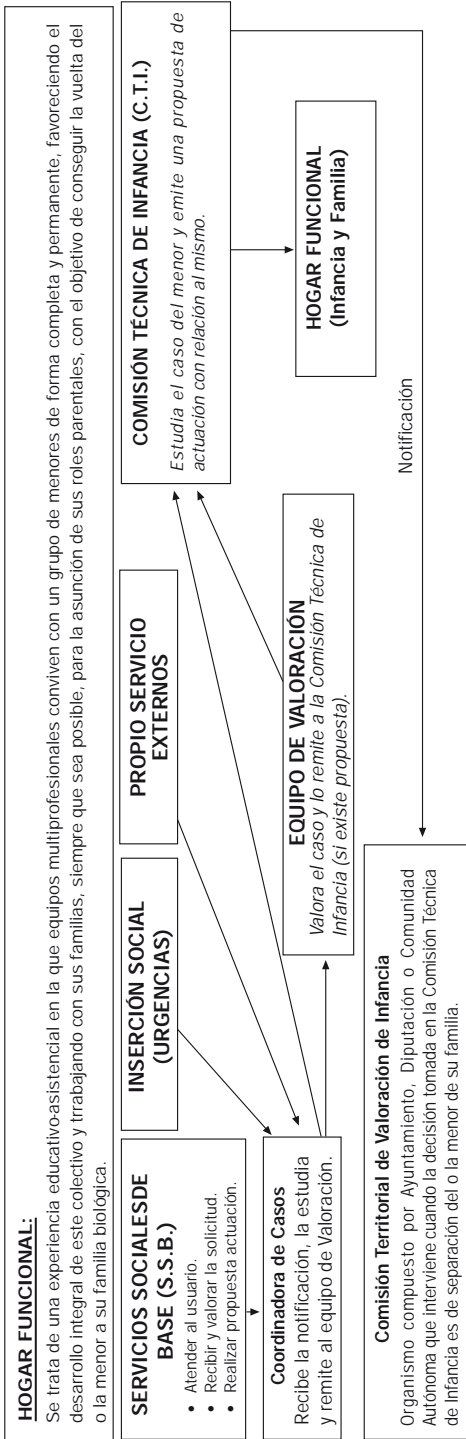 HOGAR FUNCIONAL:
Se trata de una experiencia educativo-asistencial en la que equipos multiprofesionales conviven con un grupo de menores de forma completa y permanente, favoreciendo el
desarrollo integral de este colectivo y trrabajando con sus familias, siempre que sea posible, para la asunción de sus roles parentales, con el objetivo de conseguir la vuelta del
o la menor a su familia biológica.
SERVICIOS SOCIALESDE
BASE (S.S.B.)
• Atender al usuario.
• Recibir y valorar la solicitud.
• Realizar propuesta actuación.
INSERCIÓN SOCIAL
(URGENCIAS)
PROPIO SERVICIO
EXTERNOS
COMISIÓN TÉCNICA DE INFANCIA (C.T.I.)
Estudia el caso del menor y emite una propuesta de
actuación con relación al mismo.
Coordinadora de Casos
Recibe la notificación, la estudia
y remite al equipo de Valoración.
EQUIPO DE VALORACIÓN
Valora el caso y lo remite a la Comisión Técnica de
Infancia (si existe propuesta).
HOGAR FUNCIONAL
(Infancia y Familia)
Notificación
Comisión Territorial de Valoración de Infancia
Organismo compuesto por Ayuntamiento, Diputación o Comunidad
Autónoma que interviene cuando la decisión tomada en la Comisión Técnica
de Infancia es de separación del o la menor de su familia.